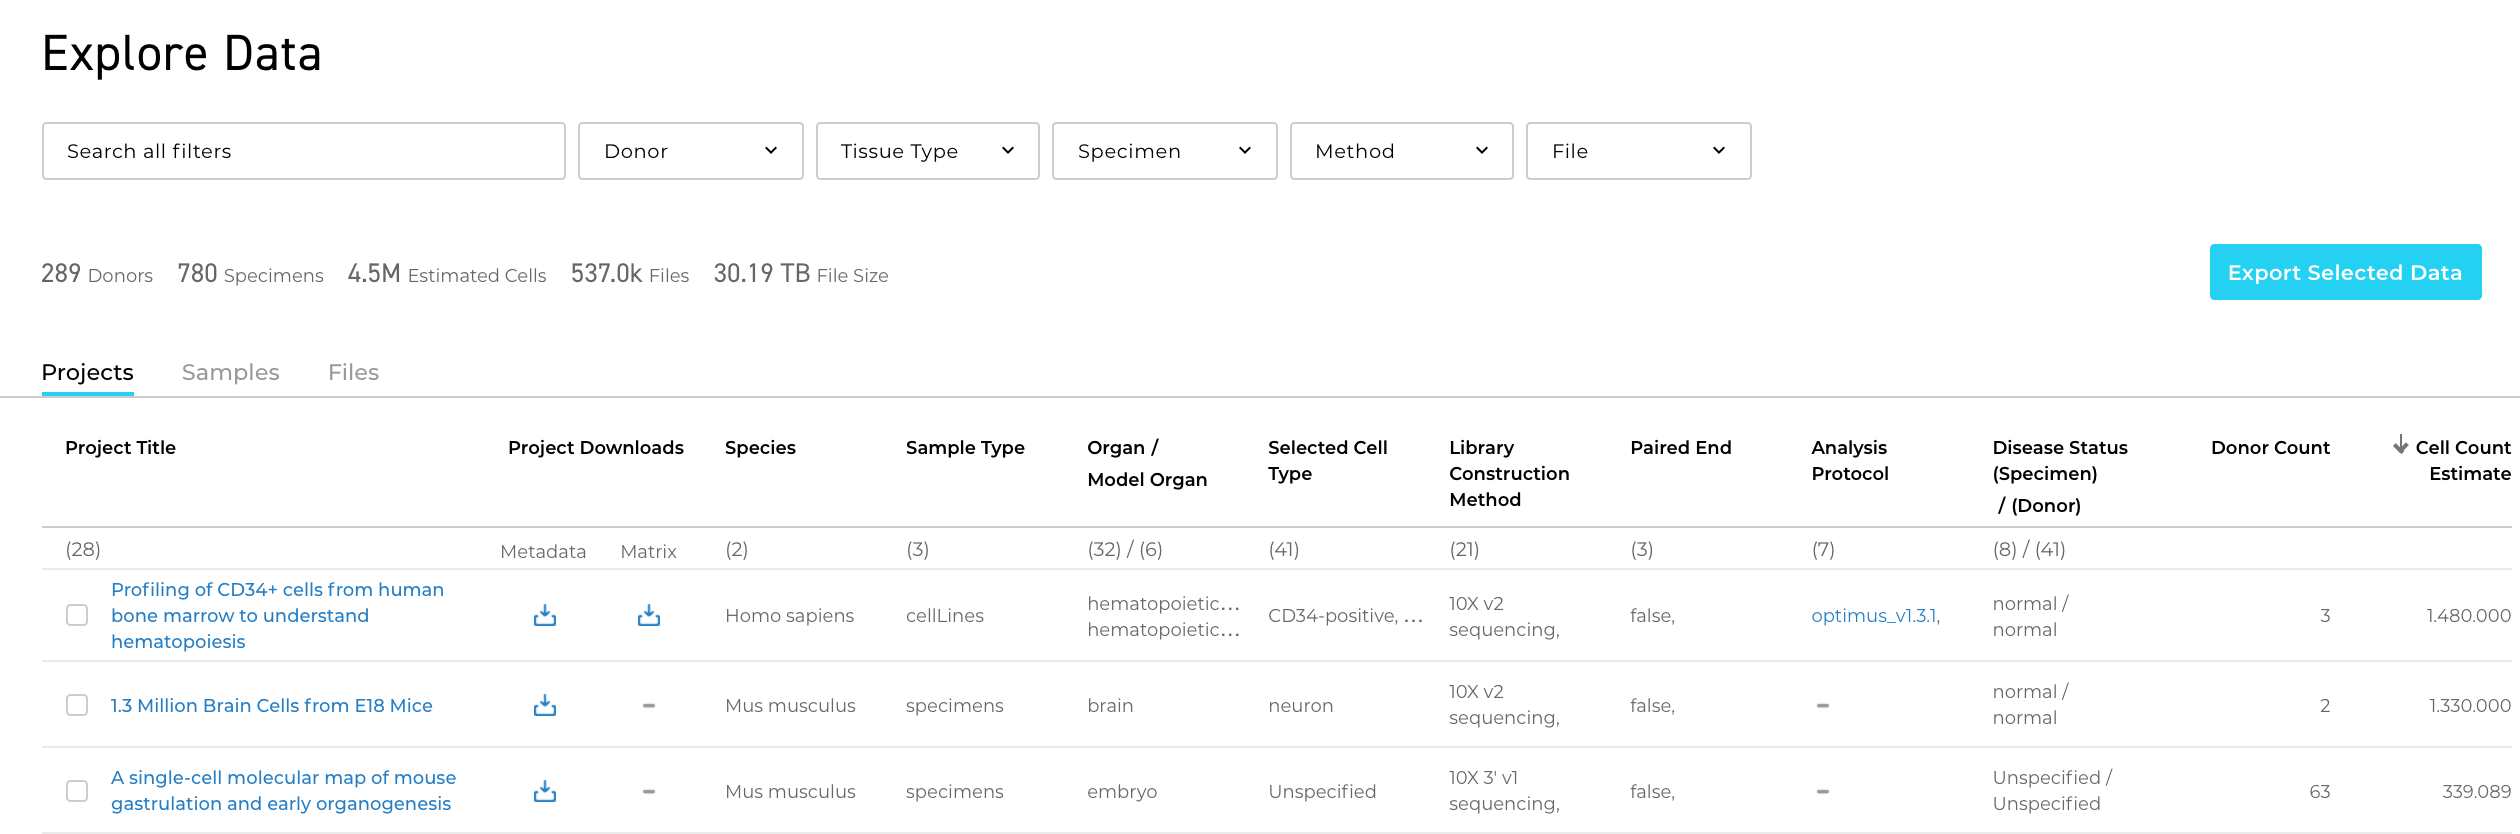 Explore Data
Search all filters
Donor
Tissue Type
Specimen
Method
File
289 Donors 780 Specimens 4.5M Estimated Cells 537.0k Files 30.19 TB File Size
Export Selected Data
Projects Samples Files
Project Title
Project Downloads
Species
Sample Type
Organ /
Model Organ
Selected Cell
Type
Library
Construction
Method
Paired End
Analysis
Protocol
Disease Status
(Specimen)
/ (Donor)
Donor Count
Cell Count
Estimate
(28)
Metadata
Matrix
(2)
(3)
(32) / (6)
(41)
(21)
(3)
(7)
(8) / (41)
Profiling of CD34+ cells from human
bone marrow to understand
hematopoiesis
Homo sapiens
cellLines
hematopoietic...
hematopoietic...
CD34-positive, ...
10X v2
sequencing,
false,
optimus_v1.3.1,
normal /
normal
3
1.480.000
1.3 Million Brain Cells from E18 Mice
–
Mus musculus
specimens
brain
neuron
10X v2
sequencing,
false,
–
normal /
normal
2
1.330.000
A single-cell molecular map of mouse
gastrulation and early organogenesis
–
Mus musculus
specimens
embryo
Unspecified
10X 3' v1
sequencing,
false,
–
Unspecified /
Unspecified
63
339.089